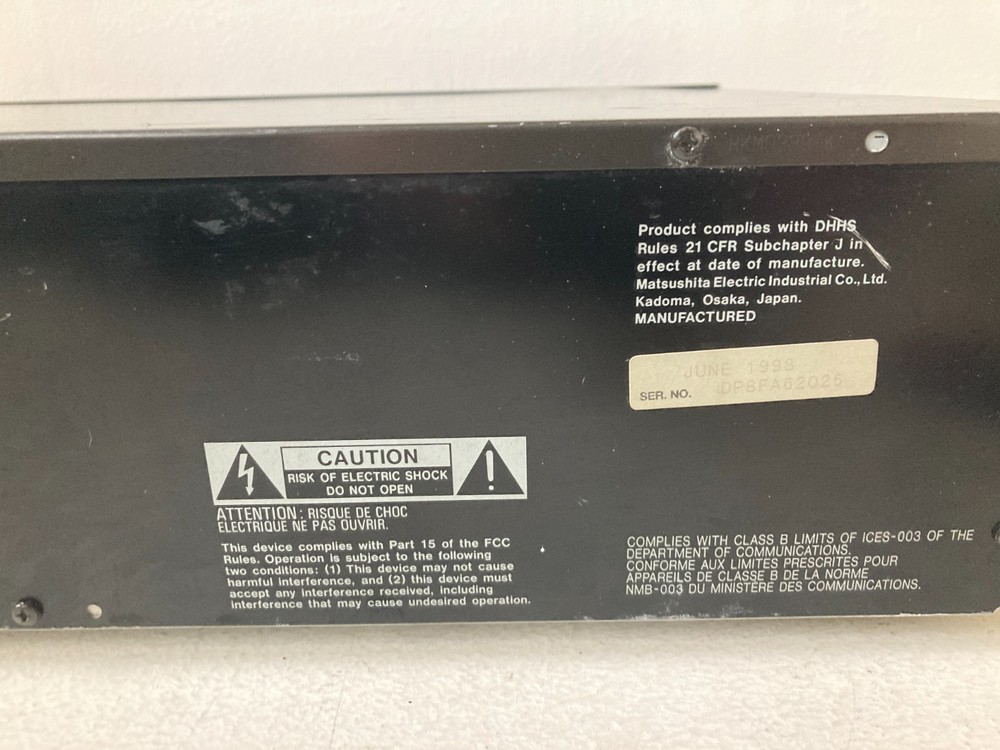 Product complies with DHHS
Rules 21 CFR Subchapter J in
effect at date of manufacture.
Matsushita Electric Industrial Co., Ltd.
Kadoma, Osaka, Japan.
MANUFACTURED
JUNE 1998
SER. NO. DP8FA62025
CAUTION
RISK OF ELECTRIC SHOCK
DO NOT OPEN
ATTENTION: RISQUE DE CHOC
ELECTRIQUE NE PAS OUVRIR.
This device complies with Part 15 of the FCC
Rules. Operation is subject to the following
two conditions: (1) This device may not cause
harmful interference, and (2) this device must
accept any interference received, including
interference that may cause undesired operation.
COMPLIES WITH CLASS B LIMITS OF ICES-003 OF THE
DEPARTMENT OF COMMUNICATIONS.
CONFORME AUX LIMITES PRESCRITES POUR
APPAREILS DE CLASSE B DE LA NORME
NMB-003 DU MINISTÈRE DES COMMUNICATIONS.